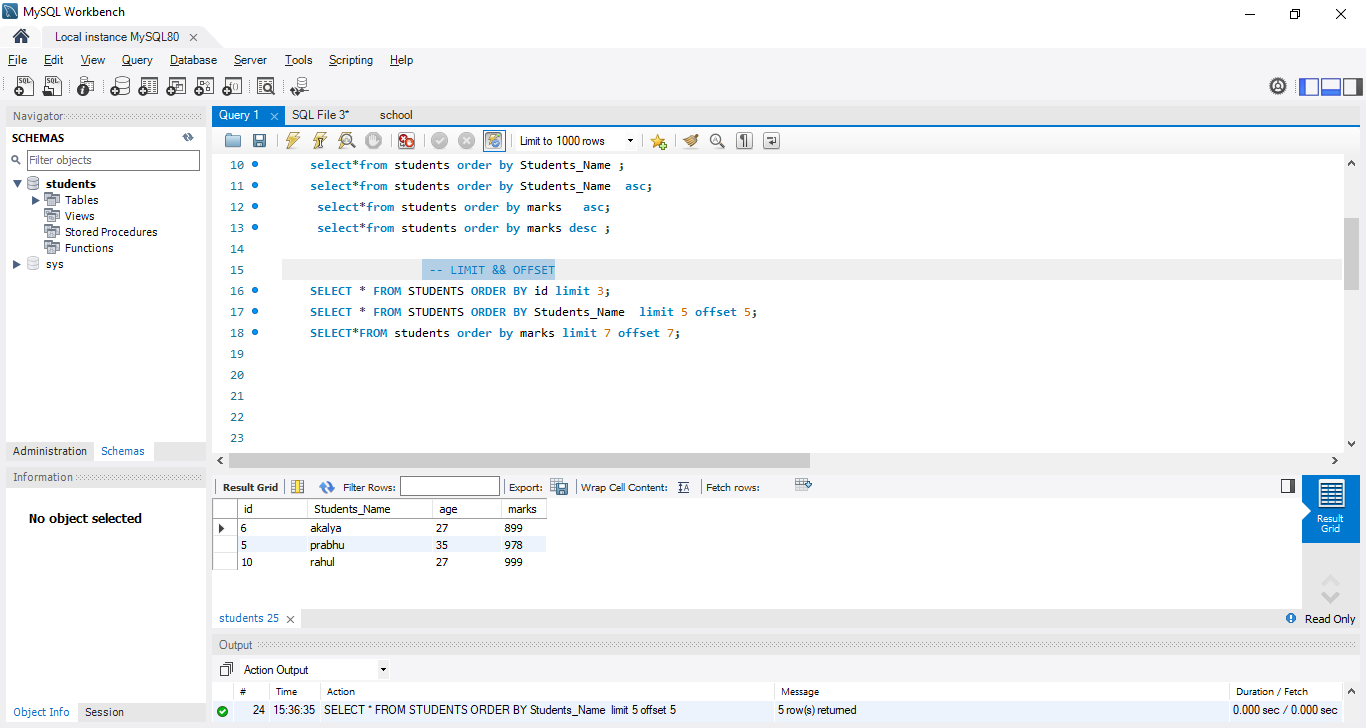 MySQL Workbench
Local instance MySQL80
File Edit View Query Database Server Tools Scripting Help
Navigator
SCHEMAS
Filter objects
students
Tables
Views
Stored Procedures
Functions
sys
Administration Schemas
Information
No object selected
Object Info Session
Query 1 SQL File 3* school
Limit to 1000 rows
10 select*from students order by Students_Name ;
11 select*from students order by Students_Name asc;
12 select*from students order by marks asc;
13 select*from students order by marks desc ;
14
15 -- LIMIT && OFFSET
16 SELECT * FROM STUDENTS ORDER BY id limit 3;
17 SELECT * FROM STUDENTS ORDER BY Students_Name limit 5 offset 5;
18 SELECT*FROM students order by marks limit 7 offset 7;
19
20
21
22
23
Result Grid Filter Rows: Export: Wrap Cell Content: Fetch rows:
id Students_Name age marks
6 akalya 27 899
5 prabhu 35 978
10 rahul 27 999
Result
Grid
students 25
Read Only
Output
Action Output
# Time Action Message Duration / Fetch
24 15:36:35 SELECT * FROM STUDENTS ORDER BY Students_Name limit 5 offset 5 5 row(s) returned 0.000 sec / 0.000 sec